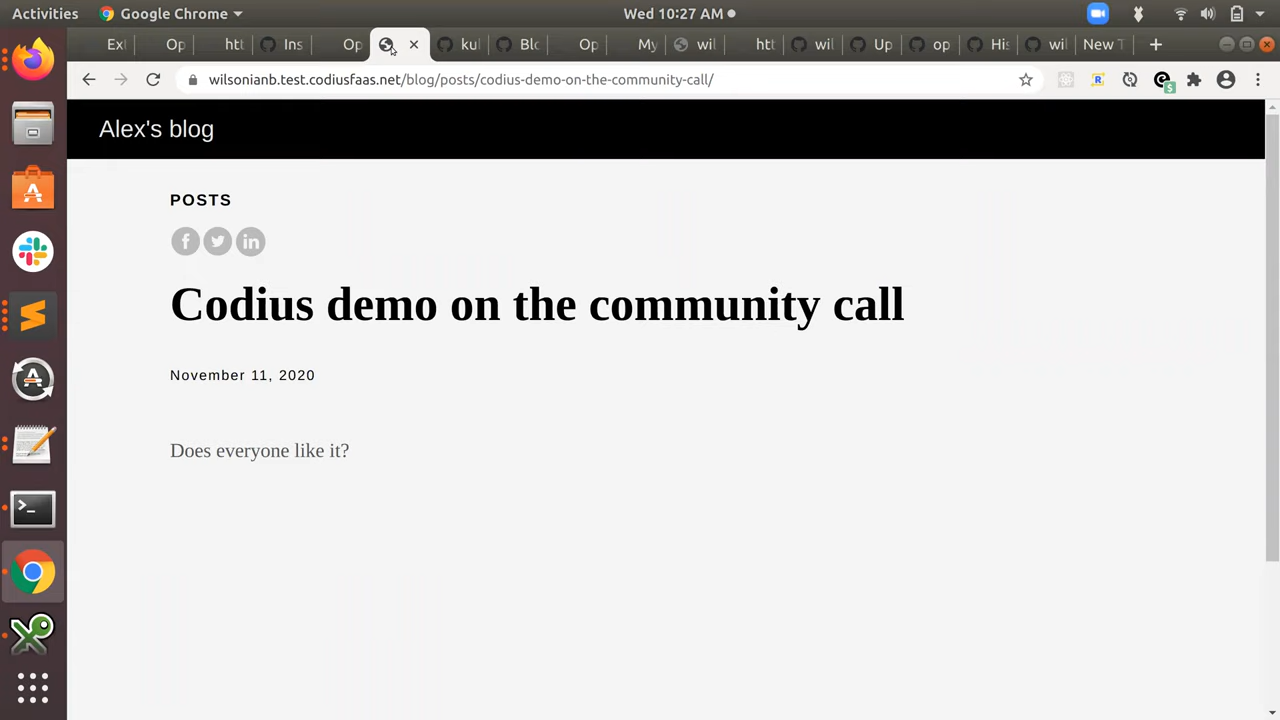 Activities Google Chrome Wed 10:27 AM
Ex Op htt Ins Op ku Blo Op My wil htt wil Up op His wil New T
wilsonianb.test.codiusfaas.net/blog/posts/codius-demo-on-the-community-call/
Alex's blog
POSTS
Codius demo on the community call
November 11, 2020
Does everyone like it?